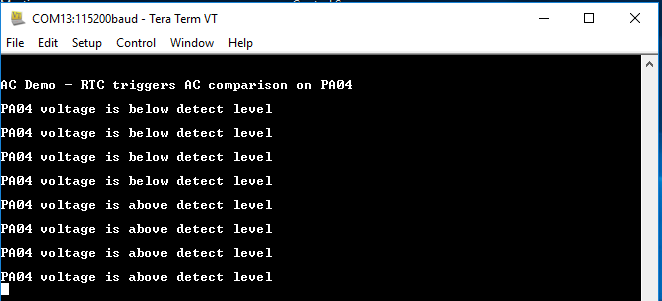 COM13:115200baud - Tera Term VT
File Edit Setup Control Window Help
AC Demo - RTC triggers AC comparison on PA04
PA04 voltage is below detect level
PA04 voltage is below detect level
PA04 voltage is below detect level
PA04 voltage is below detect level
PA04 voltage is above detect level
PA04 voltage is above detect level
PA04 voltage is above detect level
PA04 voltage is above detect level